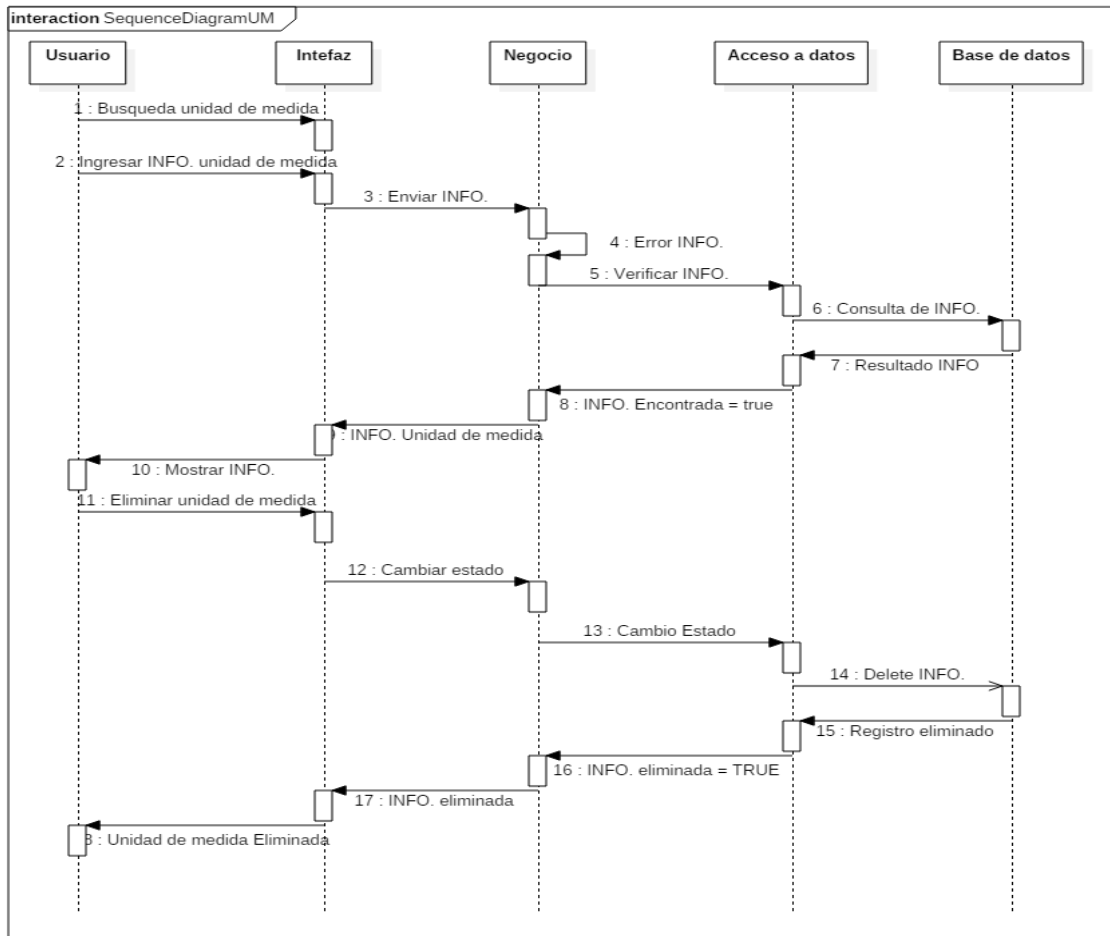 interaction SequenceDiagramUM
Usuario
Intefaz
Negocio
Acceso a datos
Base de datos
1 : Busqueda unidad de medida
2 : Ingresar INFO. unidad de medida
3 : Enviar INFO.
4 : Error INFO.
5 : Verificar INFO.
6 : Consulta de INFO.
7 : Resultado INFO
8 : INFO. Encontrada = true
: INFO. Unidad de medida
10 : Mostrar INFO.
11 : Eliminar unidad de medida
12 : Cambiar estado
13 : Cambio Estado
14 : Delete INFO.
15 : Registro eliminado
16 : INFO. eliminada = TRUE
17 : INFO. eliminada
: Unidad de medida Eliminada